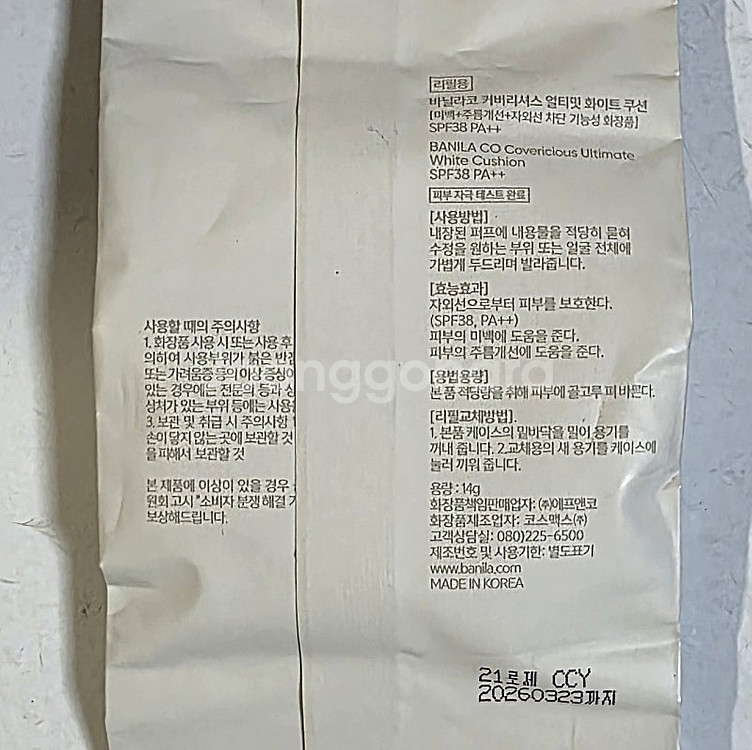 리필용
바닐라코 커버리셔스 얼티밋 화이트 쿠션
[미백+주름개선+자외선 차단 기능성 화장품]
SPF38 PA++
BANILA CO Covericious Ultimate
White Cushion
SPF38 PA++
피부 자극 테스트 완료
[사용방법]
내장된 퍼프에 내용물을 적당히 묻혀
수정을 원하는 부위 또는 얼굴 전체에
가볍게 두드리며 발라줍니다.
[효능효과]
자외선으로부터 피부를 보호한다.
(SPF38, PA++)
피부의 미백에 도움을 준다.
피부의 주름개선에 도움을 준다.
[용법용량]
본 품 적당량을 취해 피부에 골고루 펴 바른다.
[리필교체방법]
1. 본품 케이스의 밑바닥을 밀어 용기를
꺼내 줍니다. 2.교체용의 새 용기를 케이스에
눌러 끼워 줍니다.
용량 : 14g
화장품책임판매업자: (주)에프앤코
화장품제조업자: 코스맥스(주)
고객상담실: 080)225-6500
제조번호 및 사용기한: 별도표기
www.banila.com
MADE IN KOREA
21로제 CCY
20260323까지
사용할 때의 주의사항
1. 화장품 사용 시 또는 사용 후
의하여 사용부위가 붉은 반점
또는 가려움증 등의 이상 증상이
있는 경우에는 전문의 등과 상
상처가 있는 부위 등에는 사용을
3. 보관 및 취급 시 주의사항
손이 닿지 않는 곳에 보관할 것
을 피해서 보관할 것
본 제품에 이상이 있을 경우
원회 고시 "소비자 분쟁 해결 기
보상해드립니다.